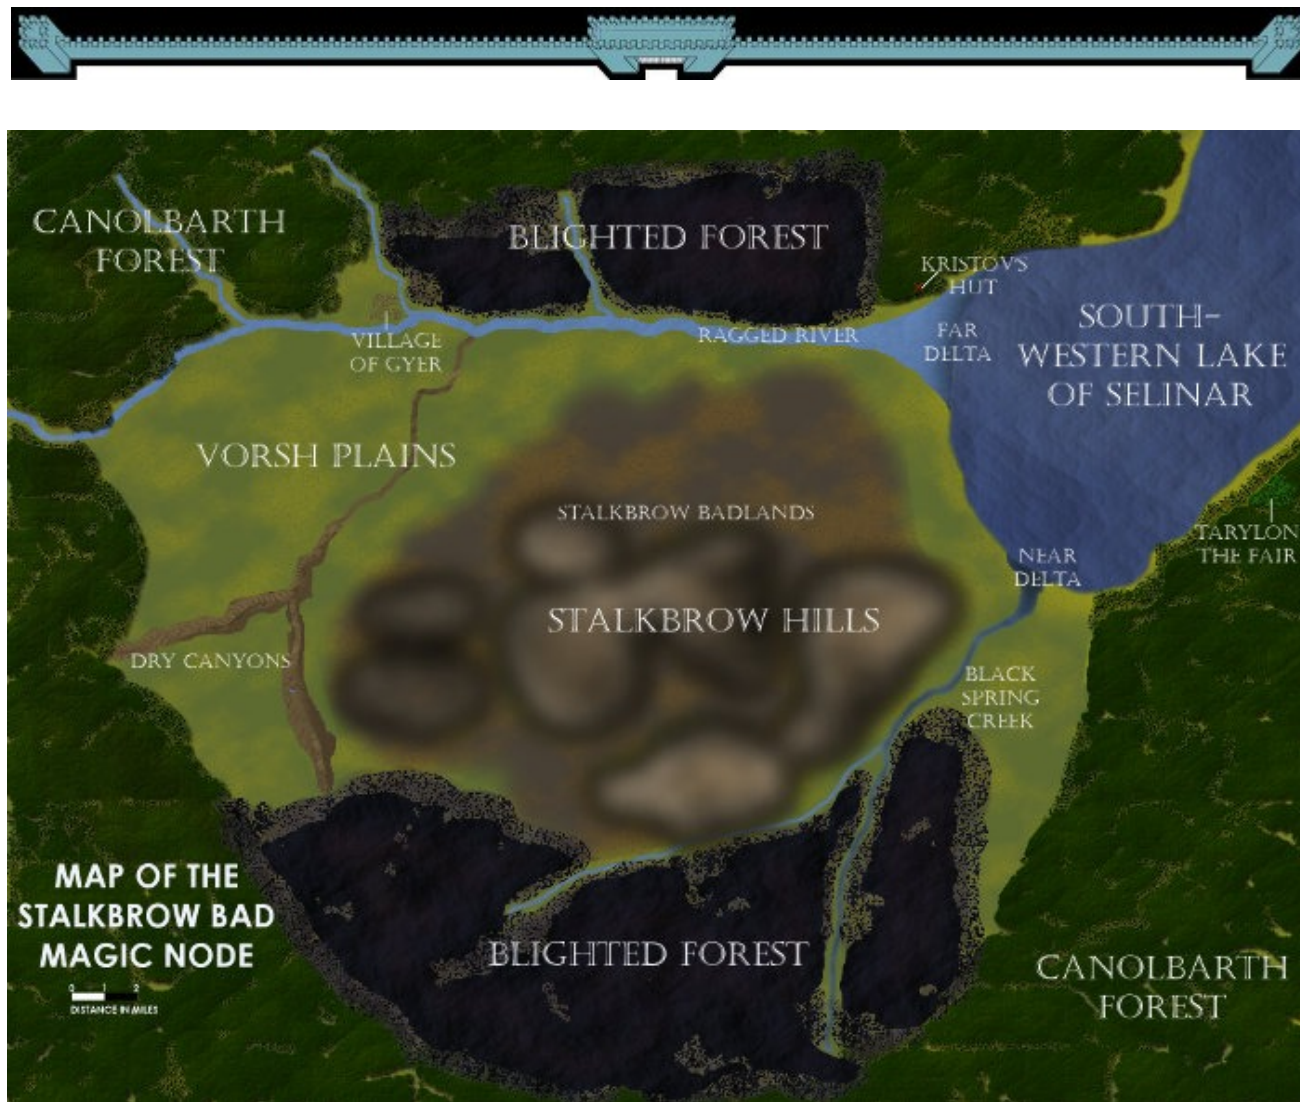 CANOLBARTH
FOREST
BLIGHTED FOREST
KRISTOV'S
HUT
VILLAGE
OF GYER
RAGGED RIVER
FAR
DELTA
SOUTH-
WESTERN LAKE
OF SELINAR
VORSH PLAINS
STALKBROW BADLANDS
TARYLON
THE FAIR
NEAR
DELTA
STALKBROW HILLS
DRY CANYONS
BLACK
SPRING
CREEK
MAP OF THE
STALKBROW BAD
MAGIC NODE
0 1 2
DISTANCE IN MILES
BLIGHTED FOREST
CANOLBARTH
FOREST